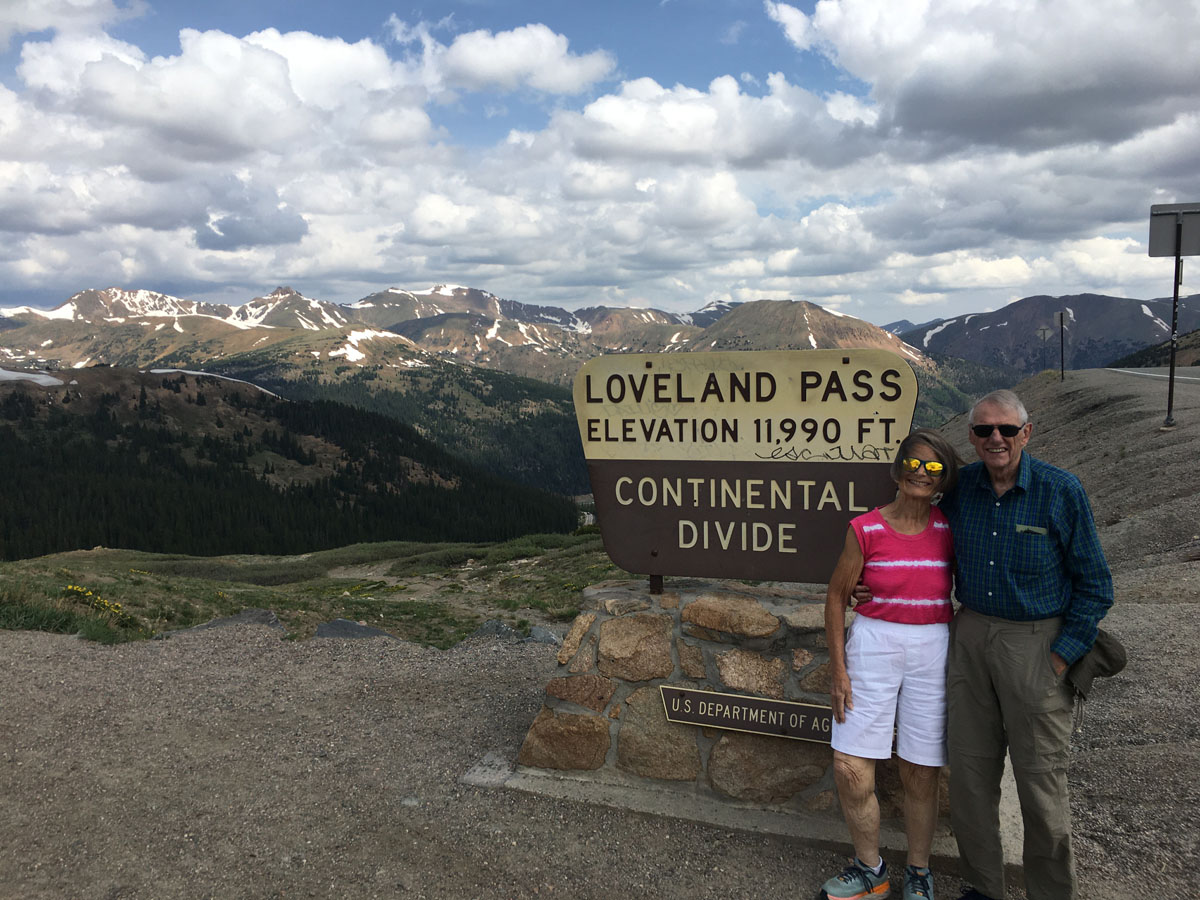 LOVELAND PASS
ELEVATION 11,990 FT.
CONTINENTAL
DIVIDE
U.S. DEPARTMENT OF AG